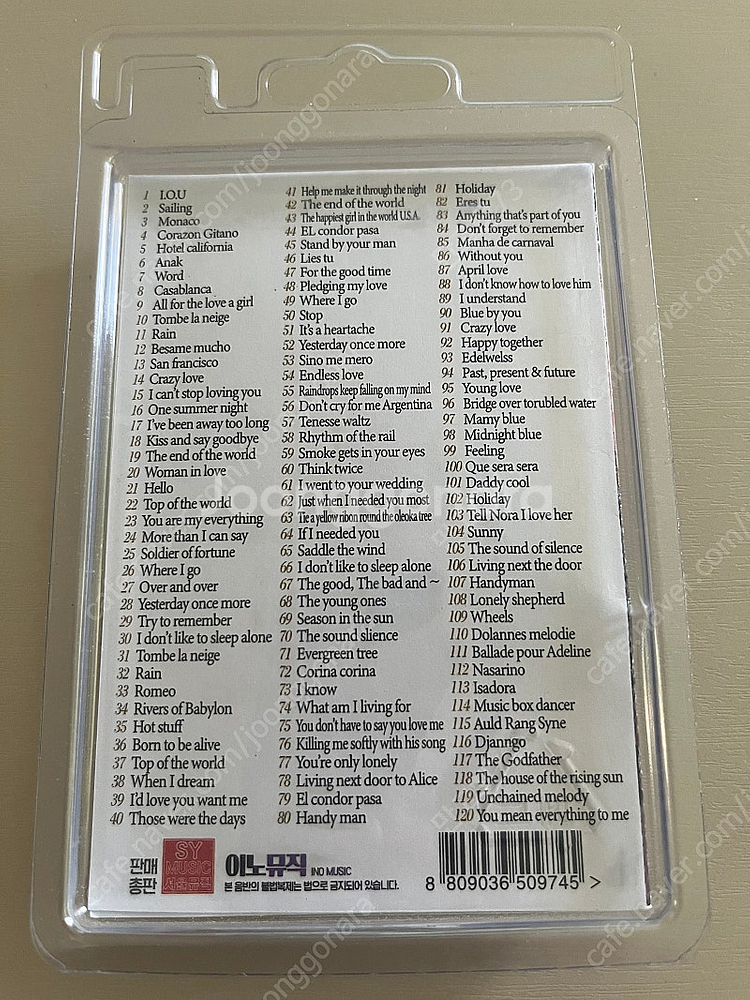 1 I.O.U
2 Sailing
3 Monaco
4 Corazon Gitano
5 Hotel california
6 Anak
7 Word
8 Casablanca
9 All for the love a girl
10 Tombe la neige
11 Rain
12 Besame mucho
13 San francisco
14 Crazy love
15 I can't stop loving you
16 One summer night
17 I've been away too long
18 Kiss and say goodbye
19 The end of the world
20 Woman in love
21 Hello
22 Top of the world
23 You are my everything
24 More than I can say
25 Soldier of fortune
26 Where I go
27 Over and over
28 Yesterday once more
29 Try to remember
30 I don't like to sleep alone
31 Tombe la neige
32 Rain
33 Romeo
34 Rivers of Babylon
35 Hot stuff
36 Born to be alive
37 Top of the world
38 When I dream
39 I'd love you want me
40 Those were the days
41 Help me make it through the night
42 The end of the world
43 The happiest girl in the world U.S.A.
44 EL condor pasa
45 Stand by your man
46 Lies tu
47 For the good time
48 Pledging my love
49 Where I go
50 Stop
51 It's a heartache
52 Yesterday once more
53 Sino me mero
54 Endless love
55 Raindrops keep falling on my mind
56 Don't cry for me Argentina
57 Tenesse waltz
58 Rhythm of the rail
59 Smoke gets in your eyes
60 Think twice
61 I went to your wedding
62 Just when I needed you most
63 Tie a yellow ribon round the oleoka tree
64 If I needed you
65 Saddle the wind
66 I don't like to sleep alone
67 The good, The bad and ~
68 The young ones
69 Season in the sun
70 The sound slience
71 Evergreen tree
72 Corina corina
73 I know
74 What am I living for
75 You don't have to say you love me
76 Killing me softly with his song
77 You're only lonely
78 Living next door to Alice
79 El condor pasa
80 Handy man
81 Holiday
82 Eres tu
83 Anything that's part of you
84 Don't forget to remember
85 Manha de carnaval
86 Without you
87 April love
88 I don't know how to love him
89 I understand
90 Blue by you
91 Crazy love
92 Happy together
93 Edelwelss
94 Past, present & future
95 Young love
96 Bridge over torubled water
97 Mamy blue
98 Midnight blue
99 Feeling
100 Que sera sera
101 Daddy cool
102 Holiday
103 Tell Nora I love her
104 Sunny
105 The sound of silence
106 Living next the door
107 Handyman
108 Lonely shepherd
109 Wheels
110 Dolannes melodie
111 Ballade pour Adeline
112 Nasarino
113 Isadora
114 Music box dancer
115 Auld Rang Syne
116 Djanngo
117 The Godfather
118 The house of the rising sun
119 Unchained melody
120 You mean everything to me
판매
총판
SY
MUSIC
서울뮤직
이노뮤직 INO MUSIC
본 음반의 불법복제는 법으로 금지되어 있습니다.
8 809036 509745 >
joonggonara
cafe.naver.com/joonggonara